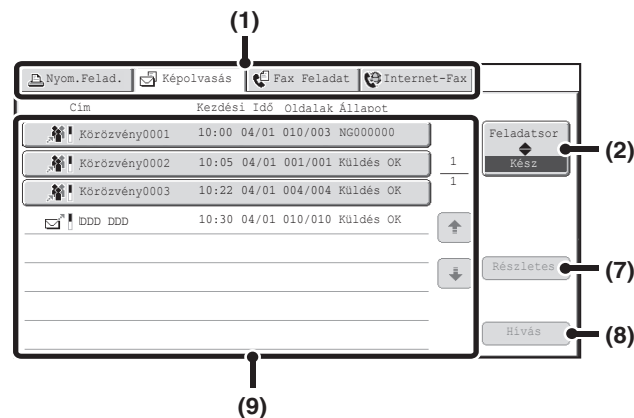 (1)
Nyom.Felad. Képolvasás Fax Feladat Internet-Fax
Cím Kezdési Idő Oldalak Állapot
Körözvény0001 10:00 04/01 010/003 NG000000
Körözvény0002 10:05 04/01 001/001 Küldés OK
Körözvény0003 10:22 04/01 004/004 Küldés OK
DDD DDD 10:30 04/01 010/010 Küldés OK
1
1
Feladatsor
Kész
(2)
Részletes
(7)
Hívás
(8)
(9)